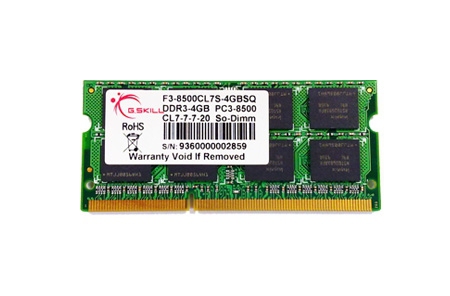 F3-8500CL7S-4GBSQ
G.SKILL
DDR3-4GB PC3-8500
CL7-7-7-20 So-Dimm
RoHS
S/N: 9360000002859
Warranty Void If Removed